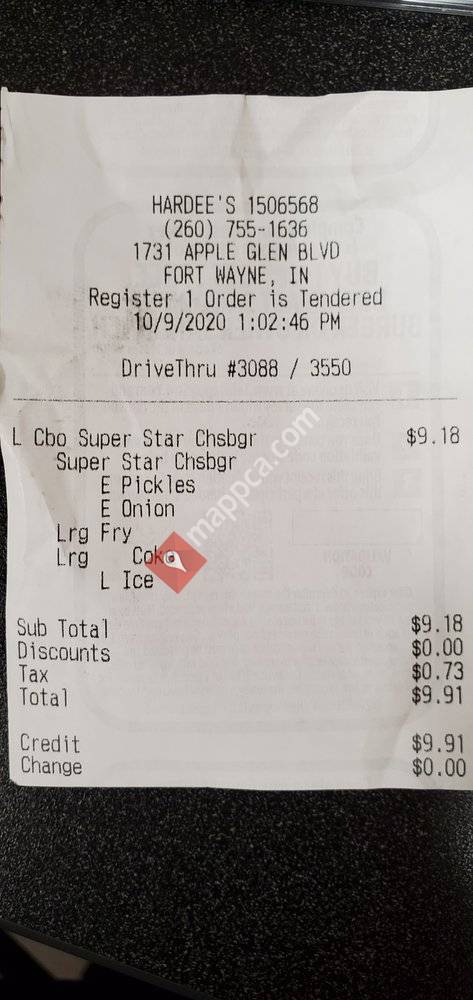 HARDEE'S 1506568
(260) 755-1636
1731 APPLE GLEN BLVD
FORT WAYNE, IN
Register 1 Order is Tendered
10/9/2020 1:02:46 PM
DriveThru #3088 / 3550
L Cbo Super Star Chsbgr $9.18
Super Star Chsbgr
E Pickles
E Onion
Lrg Fry
Lrg Coke
L Ice
Sub Total $9.18
Discounts $0.00
Tax $0.73
Total $9.91
Credit $9.91
Change $0.00
mappca.com